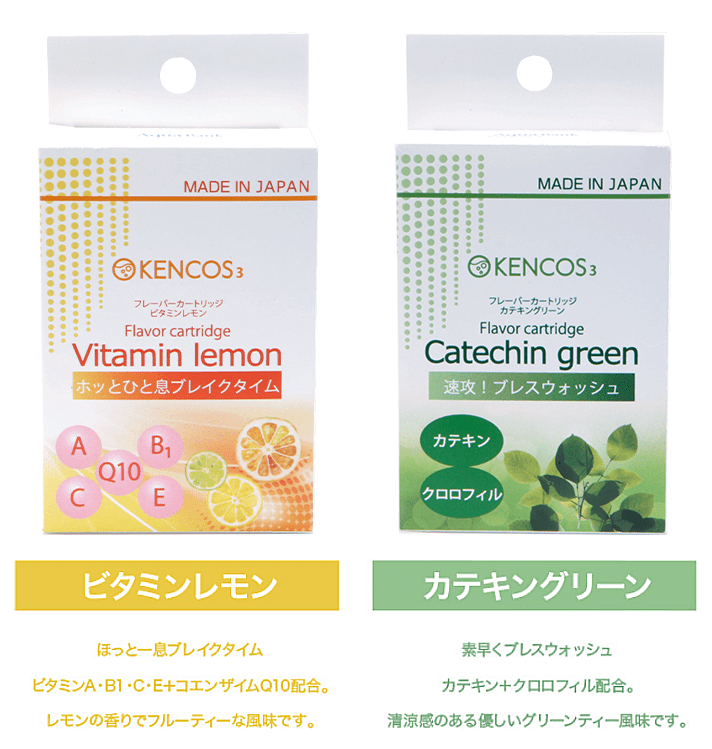 MADE IN JAPAN
KENCOS 3
フレーバーカートリッジ
ビタミンレモン
Flavor cartridge
Vitamin lemon
ホッとひと息ブレイクタイム
A
B₁
Q10
C
E
MADE IN JAPAN
KENCOS 3
フレーバーカートリッジ
カテキングリーン
Flavor cartridge
Catechin green
速攻！ブレスウォッシュ
カテキン
クロロフィル
ビタミンレモン
ほっと一息ブレイクタイム
ビタミンA・B1・C・E+コエンザイムQ10配合。
レモンの香りでフルーティーな風味です。
カテキングリーン
素早くブレスウォッシュ
カテキン+クロロフィル配合。
清涼感のある優しいグリーンティー風味です。